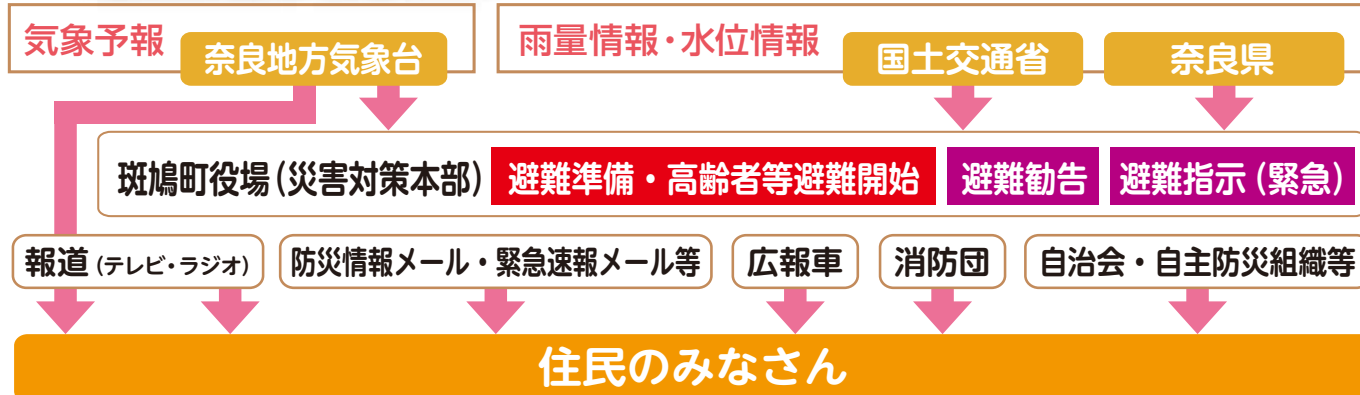 気象予報
奈良地方気象台
雨量情報・水位情報
国土交通省
奈良県
斑鳩町役場(災害対策本部) 避難準備・高齢者等避難開始 避難勧告 避難指示(緊急)
報道(テレビ・ラジオ) 防災情報メール・緊急速報メール等 広報車 消防団 自治会・自主防災組織等
住民のみなさん